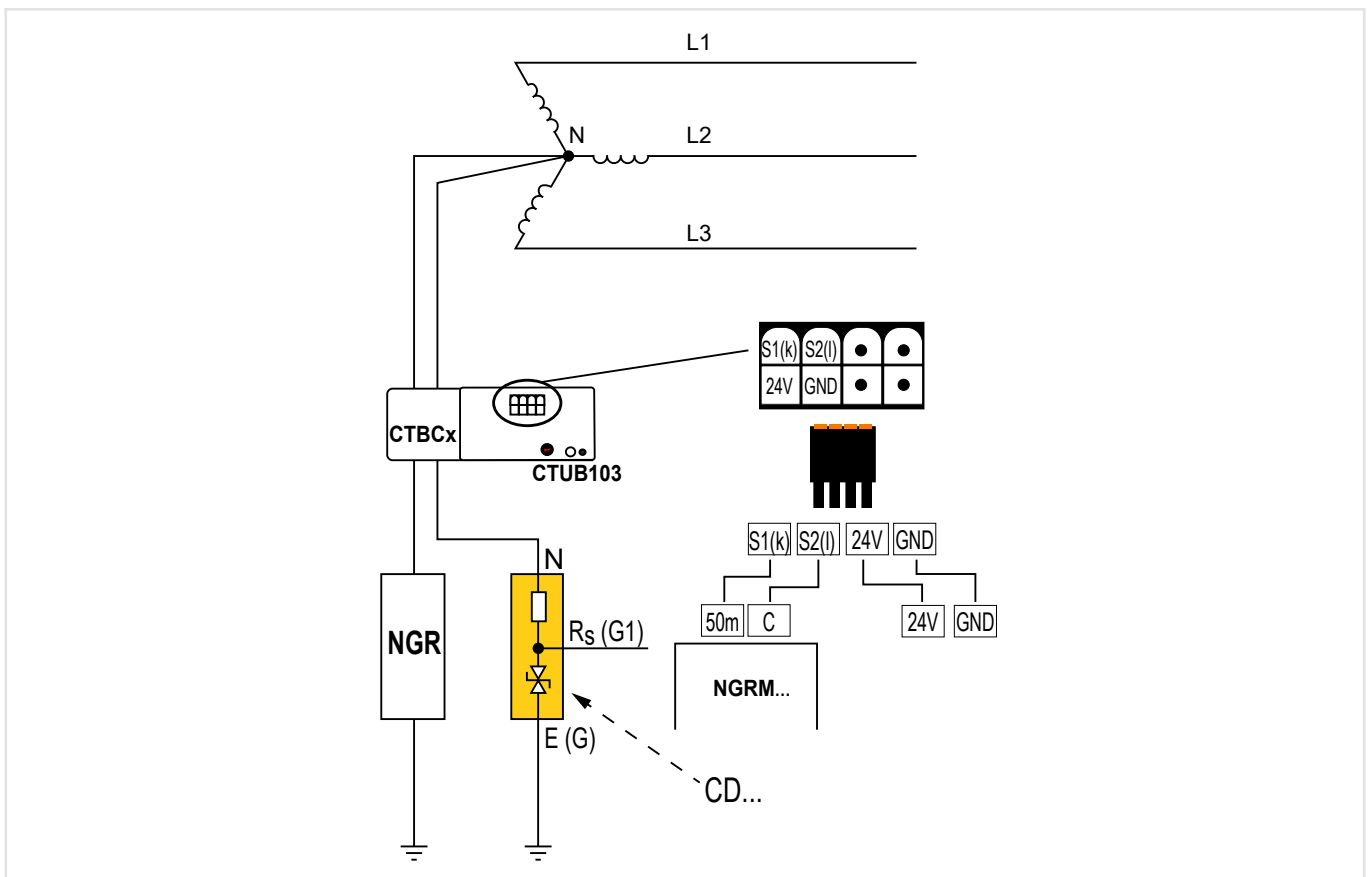 L1
N
L2
L3
S1(k) S2(l)
24V GND
CTBCx
CTUB103
S1(k) S2(l) 24V GND
N
50m C 24V GND
NGR
RS (G1)
NGRM...
E (G)
CD...